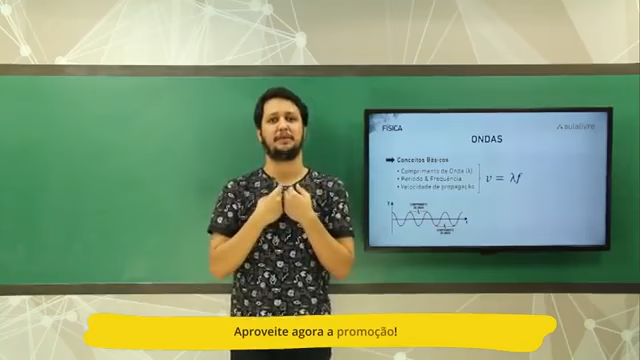 FÍSICA
aulalivre
ONDAS
Conceitos Básicos
• Comprimento de Onda (λ)
• Período & Frequência
• Velocidade de propagação
v = λf
Aproveite agora a promoção!